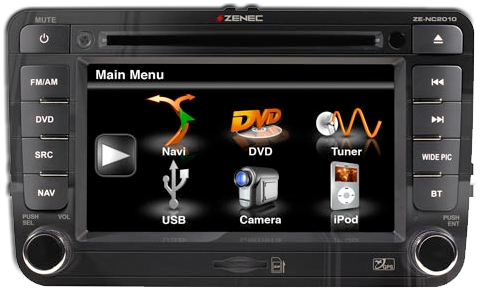 MUTE
ZENEC
ZE-NC2010
FM/AM
DVD
SRC
NAV
Main Menu
Navi
DVD
Tuner
USB
Camera
iPod
WIDE PIC
BT
PUSH
SEL
VOL
PUSH
ENT
GPS